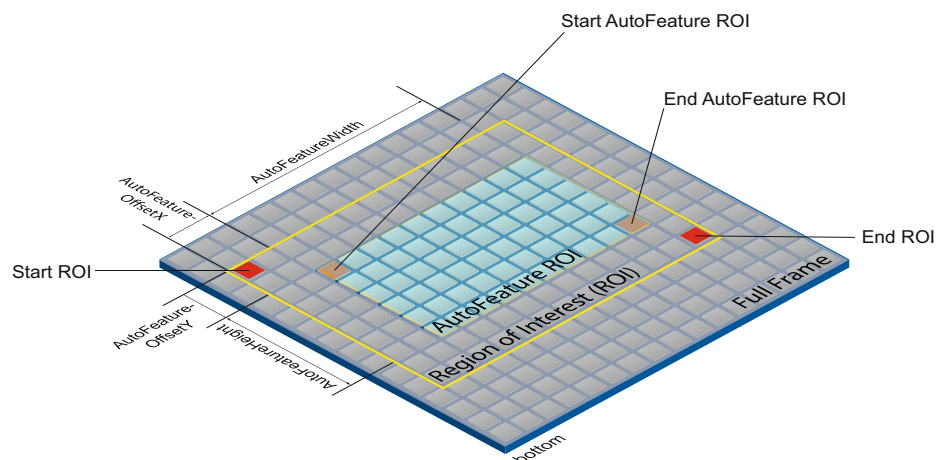 Start AutoFeature ROI
End AutoFeature ROI
AutoFeatureWidth
AutoFeature-
OffsetX
Start ROI
End ROI
AutoFeature ROI
Region of Interest (ROI)
Full Frame
AutoFeature-
OffsetY
AutoFeatureHeight
bottom